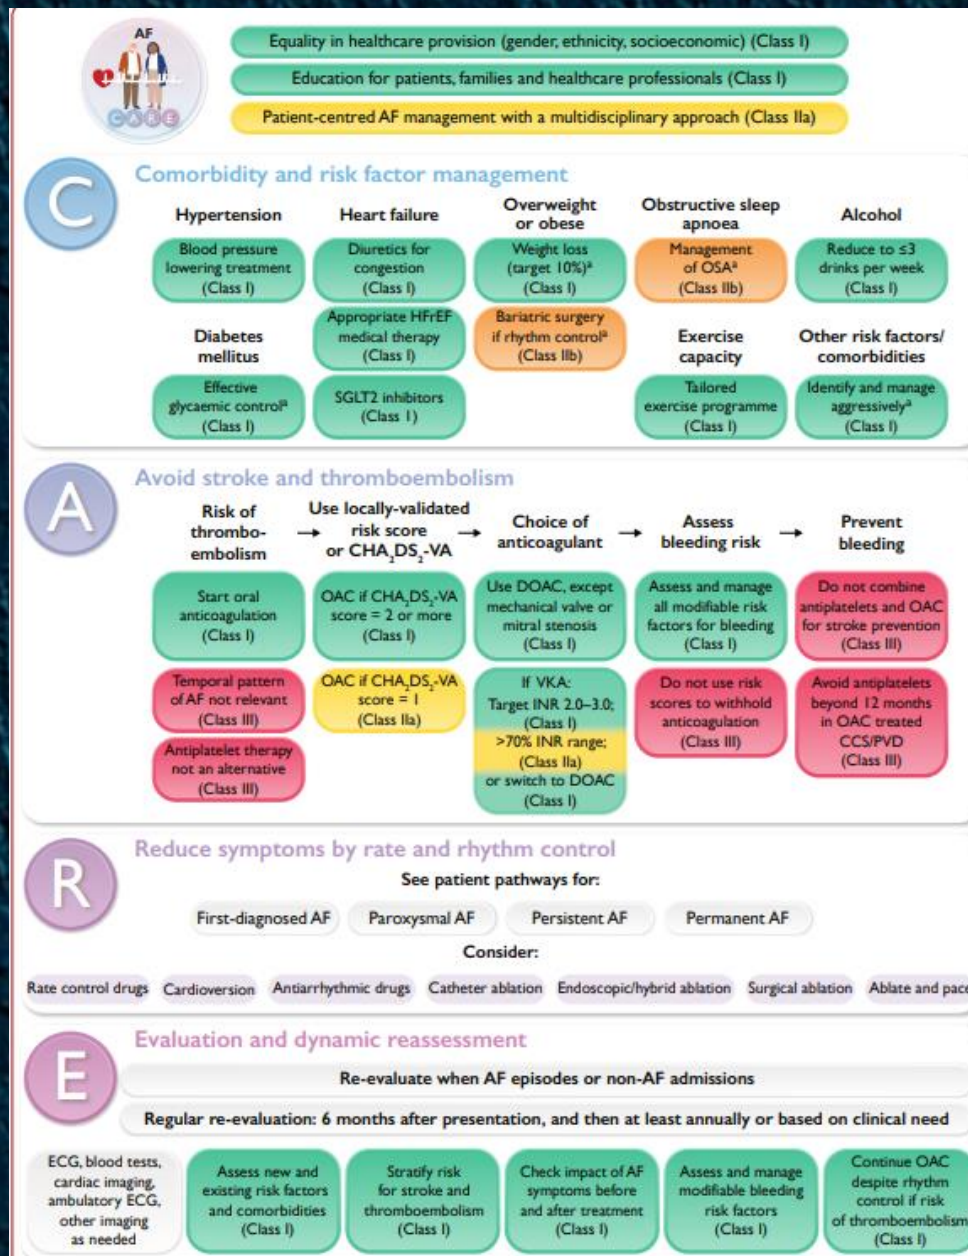 AF
CARE
Equality in healthcare provision (gender, ethnicity, socioeconomic) (Class I)
Education for patients, families and healthcare professionals (Class I)
Patient-centred AF management with a multidisciplinary approach (Class IIa)
C
Comorbidity and risk factor management
Hypertension
Blood pressure
lowering treatment
(Class I)
Diabetes
mellitus
Effective
glycaemic controlª
(Class I)
Heart failure
Diuretics for
congestion
(Class I)
Appropriate HFrEF
medical therapy
(Class I)
SGLT2 inhibitors
(Class 1)
Overweight
or obese
Weight loss
(target 10%)ª
(Class I)
Bariatric surgery
if rhythm controlª
(Class IIb)
Obstructive sleep
apnoea
Management
of OSAª
(Class IIb)
Exercise
capacity
Tailored
exercise programme
(Class I)
Alcohol
Reduce to ≤3
drinks per week
(Class I)
Other risk factors/
comorbidities
Identify and manage
aggressivelyª
(Class I)
A
Avoid stroke and thromboembolism
Risk of
thrombo-
embolism
→
Start oral
anticoagulation
(Class I)
Temporal pattern
of AF not relevant
(Class III)
Antiplatelet therapy
not an alternative
(Class III)
Use locally-validated
risk score
or CHA₂DS₂-VA
→
OAC if CHA₂DS₂-VA
score = 2 or more
(Class I)
OAC if CHA₂DS₂-VA
score = 1
(Class IIa)
Choice of
anticoagulant
→
Use DOAC, except
mechanical valve or
mitral stenosis
(Class I)
If VKA:
Target INR 2.0–3.0;
(Class I)
>70% INR range;
(Class IIa)
or switch to DOAC
(Class I)
Assess
bleeding risk
→
Assess and manage
all modifiable risk
factors for bleeding
(Class I)
Do not use risk
scores to withhold
anticoagulation
(Class III)
Prevent
bleeding
Do not combine
antiplatelets and OAC
for stroke prevention
(Class III)
Avoid antiplatelets
beyond 12 months
in OAC treated
CCS/PVD
(Class III)
R
Reduce symptoms by rate and rhythm control
See patient pathways for:
First-diagnosed AF
Paroxysmal AF
Persistent AF
Permanent AF
Consider:
Rate control drugs
Cardioversion
Antiarrhythmic drugs
Catheter ablation
Endoscopic/hybrid ablation
Surgical ablation
Ablate and pace
E
Evaluation and dynamic reassessment
Re-evaluate when AF episodes or non-AF admissions
Regular re-evaluation: 6 months after presentation, and then at least annually or based on clinical need
ECG, blood tests,
cardiac imaging,
ambulatory ECG,
other imaging
as needed
Assess new and
existing risk factors
and comorbidities
(Class I)
Stratify risk
for stroke and
thromboembolism
(Class I)
Check impact of AF
symptoms before
and after treatment
(Class I)
Assess and manage
modifiable bleeding
risk factors
(Class I)
Continue OAC
despite rhythm
control if risk
of thromboembolism
(Class I)